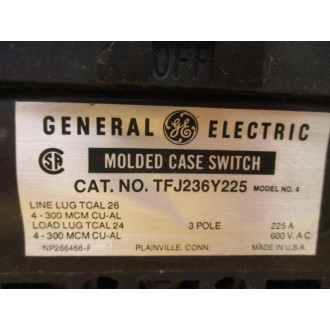 OFF
GENERAL GE ELECTRIC
SA MOLDED CASE SWITCH
CAT. NO. TFJ236Y225 MODEL NO. 4
LINE LUG TCAL 26
4 - 300 MCM CU-AL
LOAD LUG TCAL 24 3 POLE 225 A
4 - 300 MCM CU-AL 600 V. A C
NP266466-F PLAINVILLE, CONN. MADE IN U.S.A.